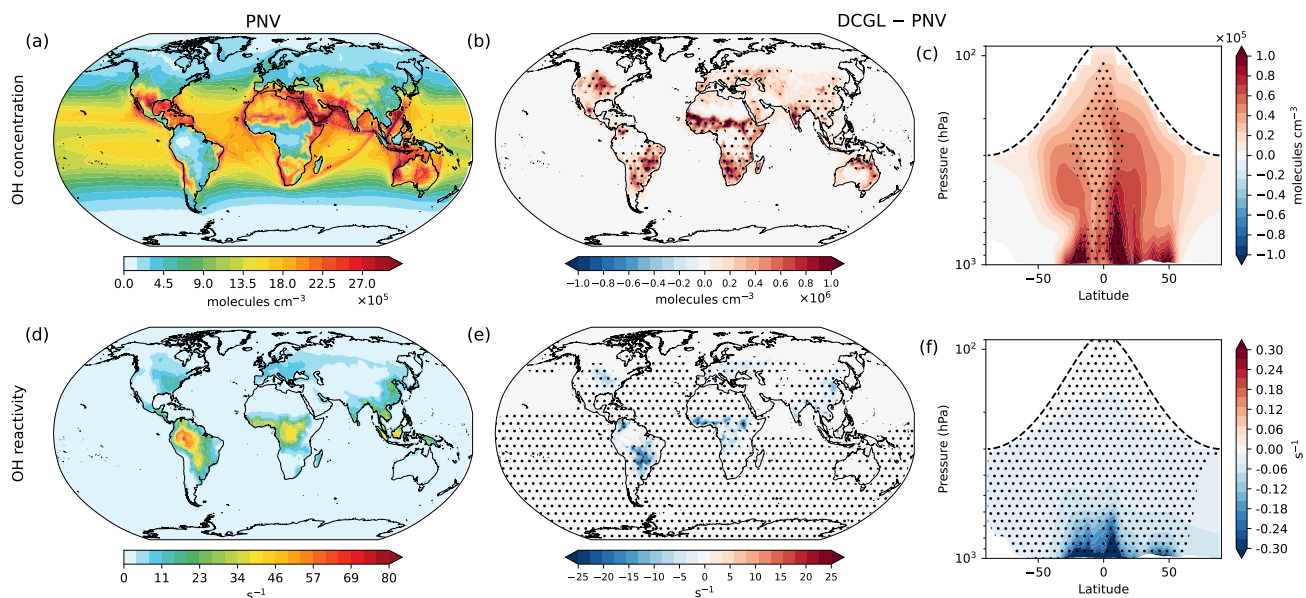 PNV
DCGL − PNV
(a)
(b)
(c)
OH concentration
0.0 4.5 9.0 13.5 18.0 22.5 27.0
molecules cm⁻³
×10⁵
−1.0 −0.8 −0.6 −0.4 −0.2 0.0 0.2 0.4 0.6 0.8 1.0
molecules cm⁻³
×10⁶
Pressure (hPa)
10²
10³
−50 0 50
Latitude
×10⁵
1.0
0.8
0.6
0.4
0.2
0.0
−0.2
−0.4
−0.6
−0.8
−1.0
molecules cm⁻³
(d)
(e)
(f)
OH reactivity
0 11 23 34 46 57 69 80
s⁻¹
−25 −20 −15 −10 −5 0 5 10 15 20 25
s⁻¹
Pressure (hPa)
10²
10³
−50 0 50
Latitude
0.30
0.24
0.18
0.12
0.06
0.00
−0.06
−0.12
−0.18
−0.24
−0.30
s⁻¹